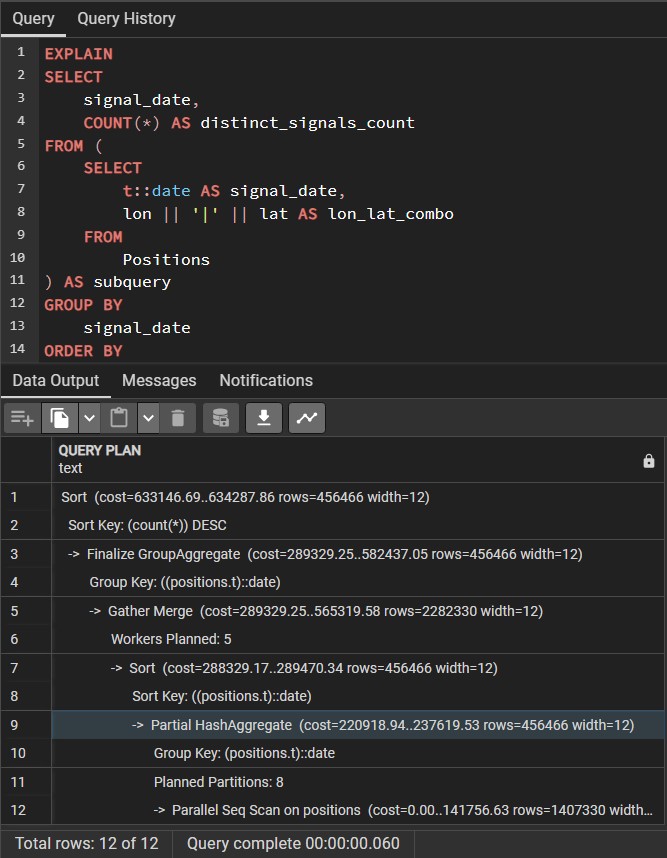 Query Query History
1 EXPLAIN
2 SELECT
3 signal_date,
4 COUNT(*) AS distinct_signals_count
5 FROM (
6 SELECT
7 t::date AS signal_date,
8 lon || '|' || lat AS lon_lat_combo
9 FROM
10 Positions
11 ) AS subquery
12 GROUP BY
13 signal_date
14 ORDER BY
Data Output Messages Notifications
QUERY PLAN
text
1 Sort (cost=633146.69..634287.86 rows=456466 width=12)
2 Sort Key: (count(*)) DESC
3 -> Finalize GroupAggregate (cost=289329.25..582437.05 rows=456466 width=12)
4 Group Key: ((positions.t)::date)
5 -> Gather Merge (cost=289329.25..565319.58 rows=2282330 width=12)
6 Workers Planned: 5
7 -> Sort (cost=288329.17..289470.34 rows=456466 width=12)
8 Sort Key: ((positions.t)::date)
9 -> Partial HashAggregate (cost=220918.94..237619.53 rows=456466 width=12)
10 Group Key: (positions.t)::date
11 Planned Partitions: 8
12 -> Parallel Seq Scan on positions (cost=0.00..141756.63 rows=1407330 width...
Total rows: 12 of 12 Query complete 00:00:00.060